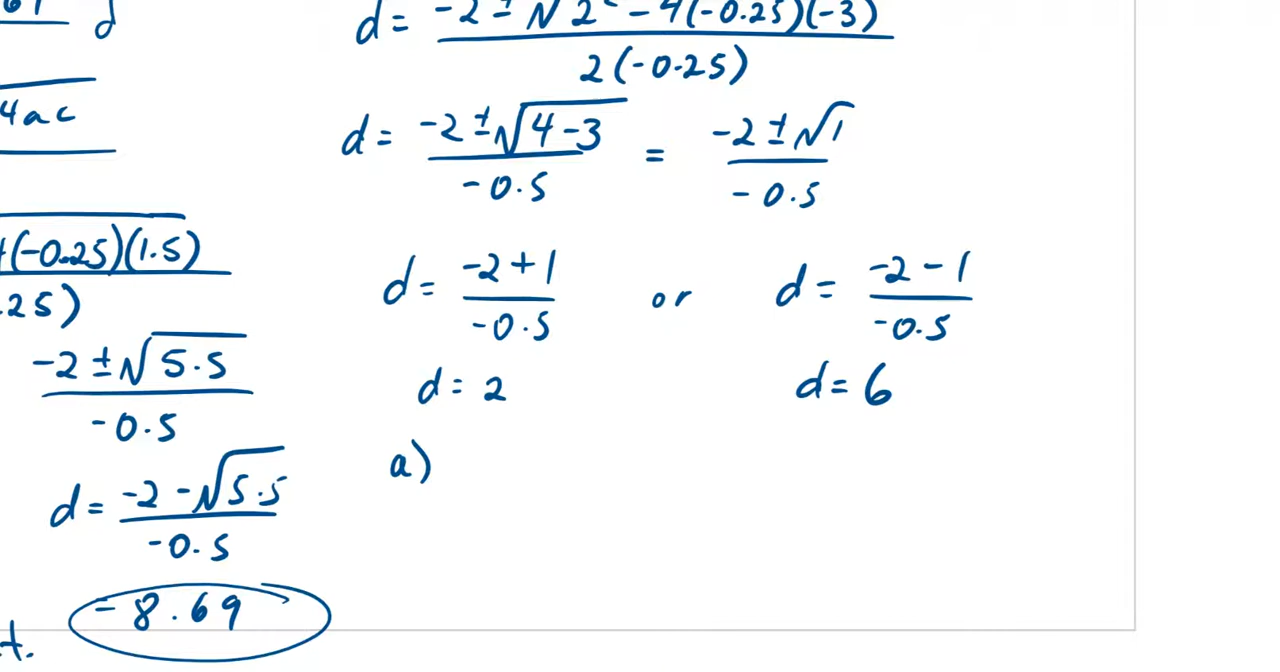 d
d = -2 ± √2² - 4(-0.25)(-3)
2(-0.25)
4ac
d = -2 ± √4-3 / -0.5 = -2 ± √1 / -0.5
(-0.25)(1.5)
.25)
d = -2+1 / -0.5 or d = -2-1 / -0.5
-2 ± √5.5 / -0.5
d = 2 d = 6
a)
d = -2 - √5.5 / -0.5
= 8.69
t.